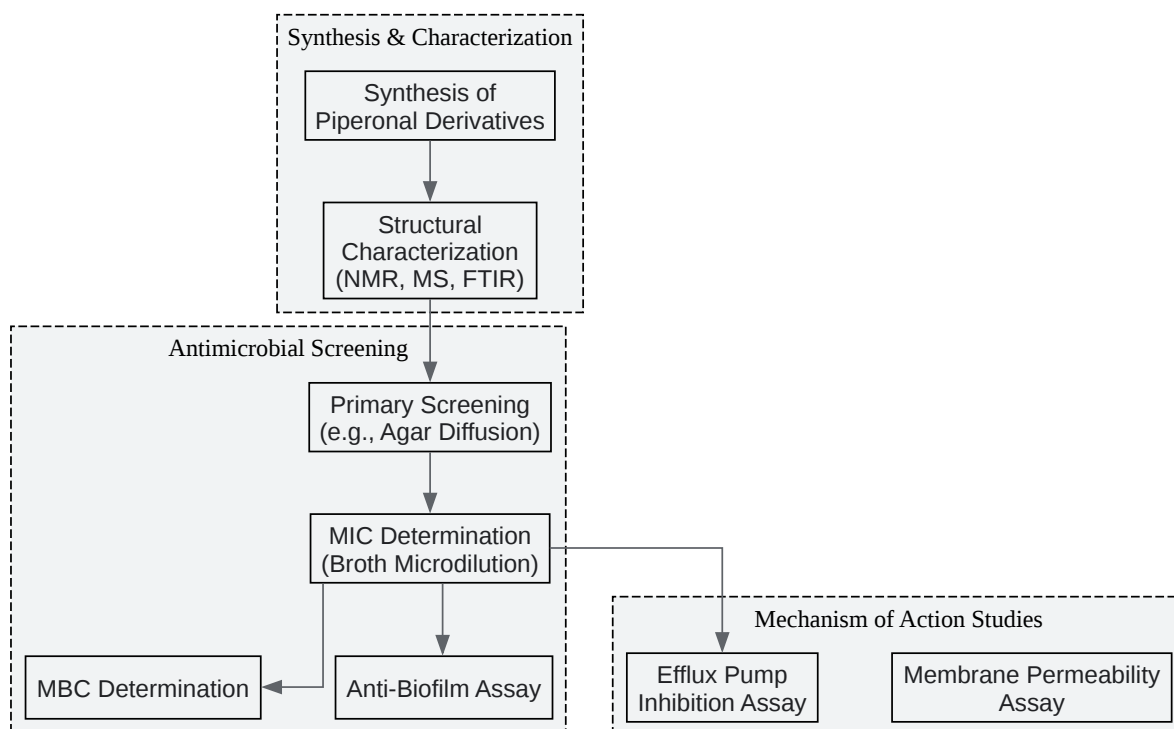 Synthesis & Characterization
Synthesis of
Piperonal Derivatives
Structural
Characterization
(NMR, MS, FTIR)
Antimicrobial Screening
Primary Screening
(e.g., Agar Diffusion)
MIC Determination
(Broth Microdilution)
MBC Determination
Anti-Biofilm Assay
Mechanism of Action Studies
Efflux Pump
Inhibition Assay
Membrane Permeability
Assay